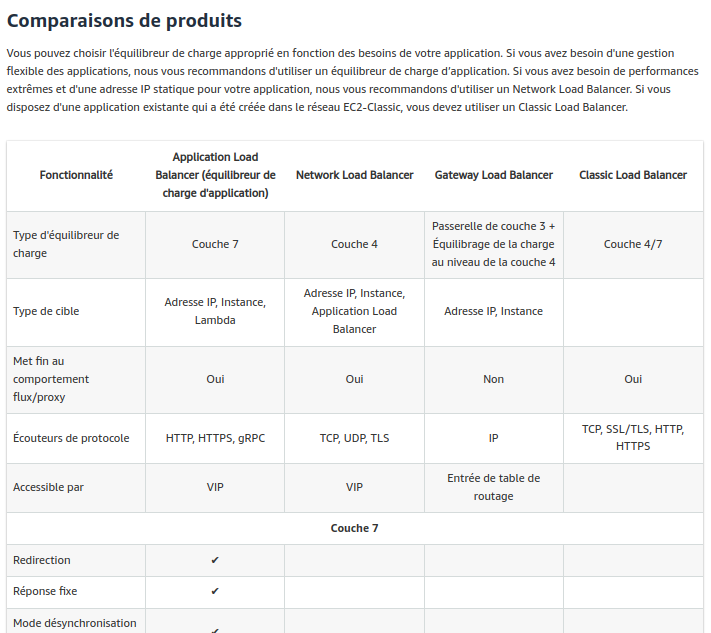 Comparaisons de produits
Vous pouvez choisir l'équilibreur de charge approprié en fonction des besoins de votre application. Si vous avez besoin d'une gestion
flexible des applications, nous vous recommandons d'utiliser un équilibreur de charge d'application. Si vous avez besoin de performances
extrêmes et d'une adresse IP statique pour votre application, nous vous recommandons d'utiliser un Network Load Balancer. Si vous
disposez d'une application existante qui a été créée dans le réseau EC2-Classic, vous devez utiliser un Classic Load Balancer.
Fonctionnalité
Application Load
Balancer (équilibreur de
charge d'application)
Network Load Balancer
Gateway Load Balancer
Classic Load Balancer
Type d'équilibreur de
charge
Couche 7
Couche 4
Passerelle de couche 3 +
Équilibrage de la charge
au niveau de la couche 4
Couche 4/7
Type de cible
Adresse IP, Instance,
Lambda
Adresse IP, Instance,
Application Load
Balancer
Adresse IP, Instance
Met fin au
comportement
flux/proxy
Oui
Oui
Non
Oui
Écouteurs de protocole
HTTP, HTTPS, gRPC
TCP, UDP, TLS
IP
TCP, SSL/TLS, HTTP,
HTTPS
Accessible par
VIP
VIP
Entrée de table de
routage
Couche 7
Redirection
✔
Réponse fixe
✔
Mode désynchronisation
✔